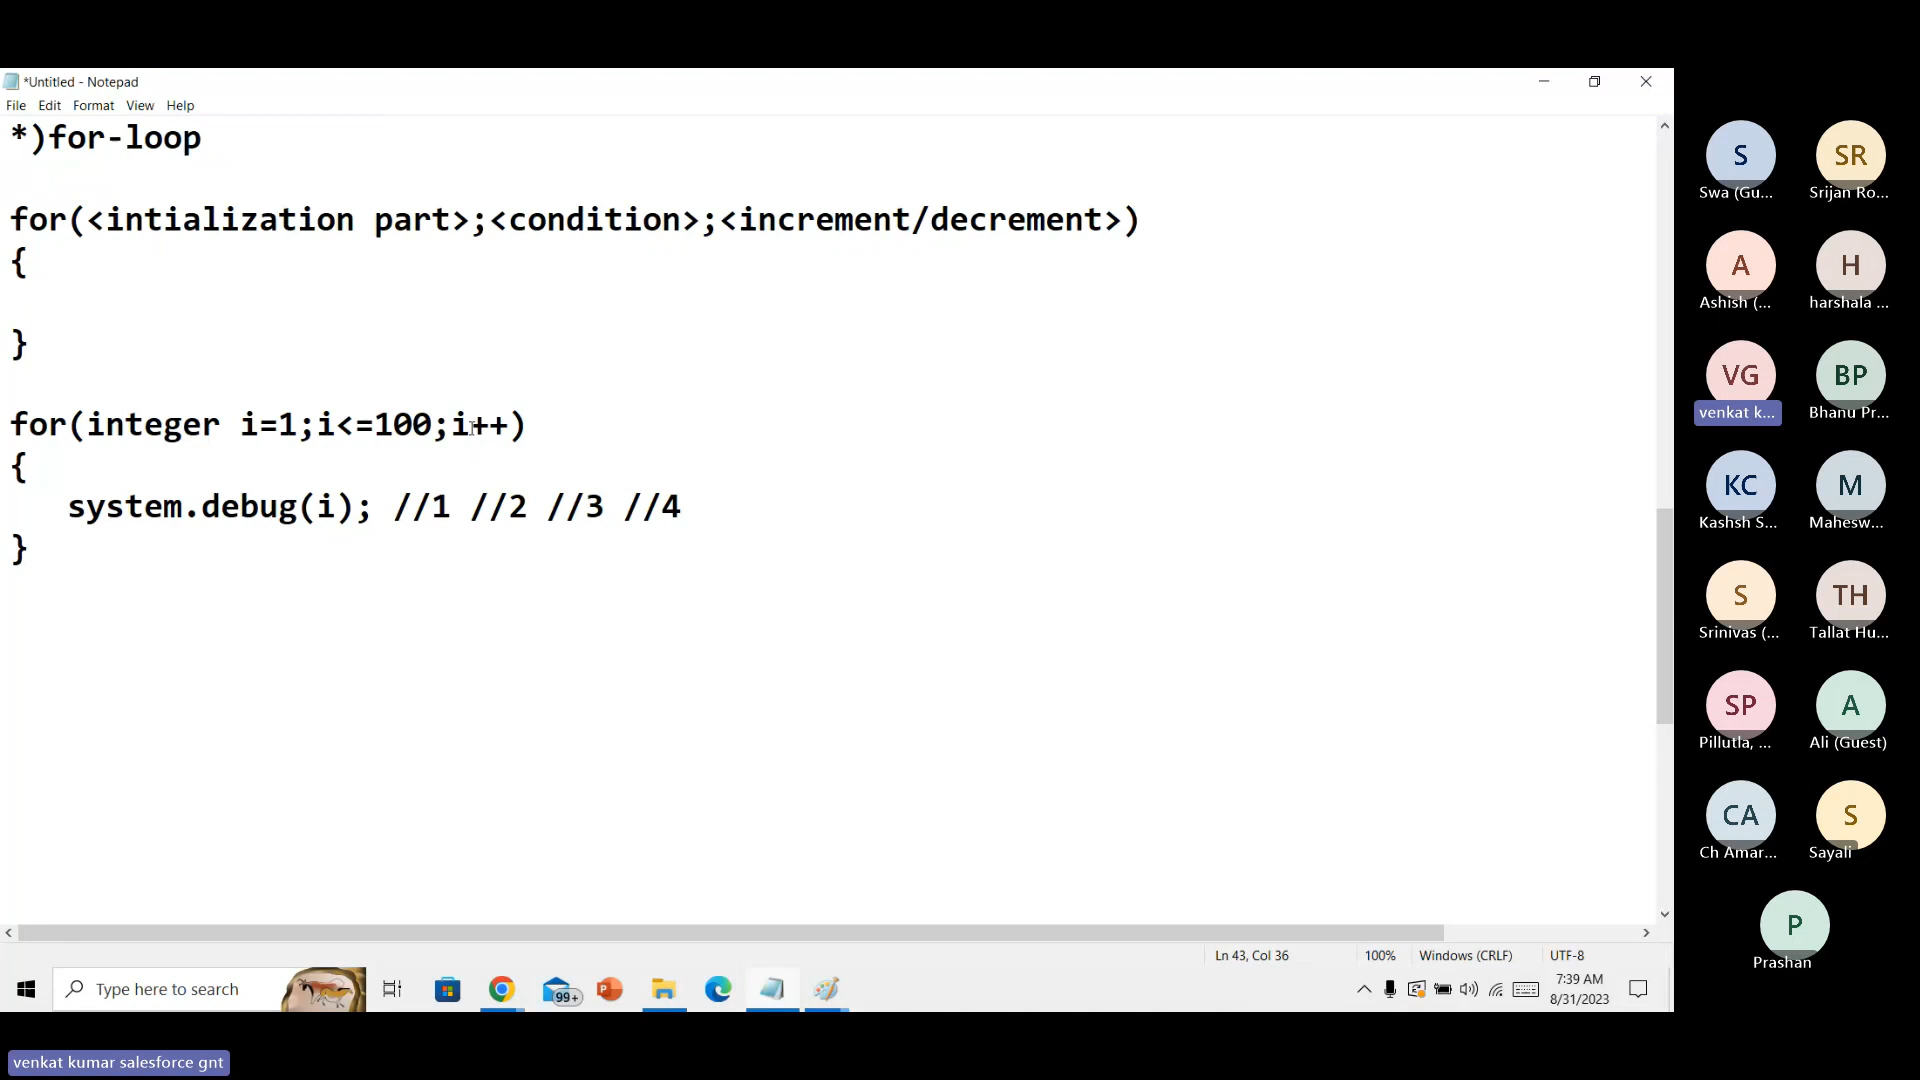 *Untitled - Notepad
File Edit Format View Help
*)for-loop
for(<intialization part>;<condition>;<increment/decrement>)
{
}
for(integer i=1;i<=100;i++)
{
system.debug(i); //1 //2 //3 //4
}
Ln 43, Col 36 100% Windows (CRLF) UTF-8
Type here to search
99+
7:39 AM
8/31/2023
S SR
Swa (Gu... Srijan Ro...
A H
Ashish (... harshala ...
VG BP
venkat k... Bhanu Pr...
KC M
Kashsh S... Mahesw...
S TH
Srinivas (... Tallat Hu...
SP A
Pillutla, ... Ali (Guest)
CA S
Ch Amar... Sayali
P
Prashan
venkat kumar salesforce gnt